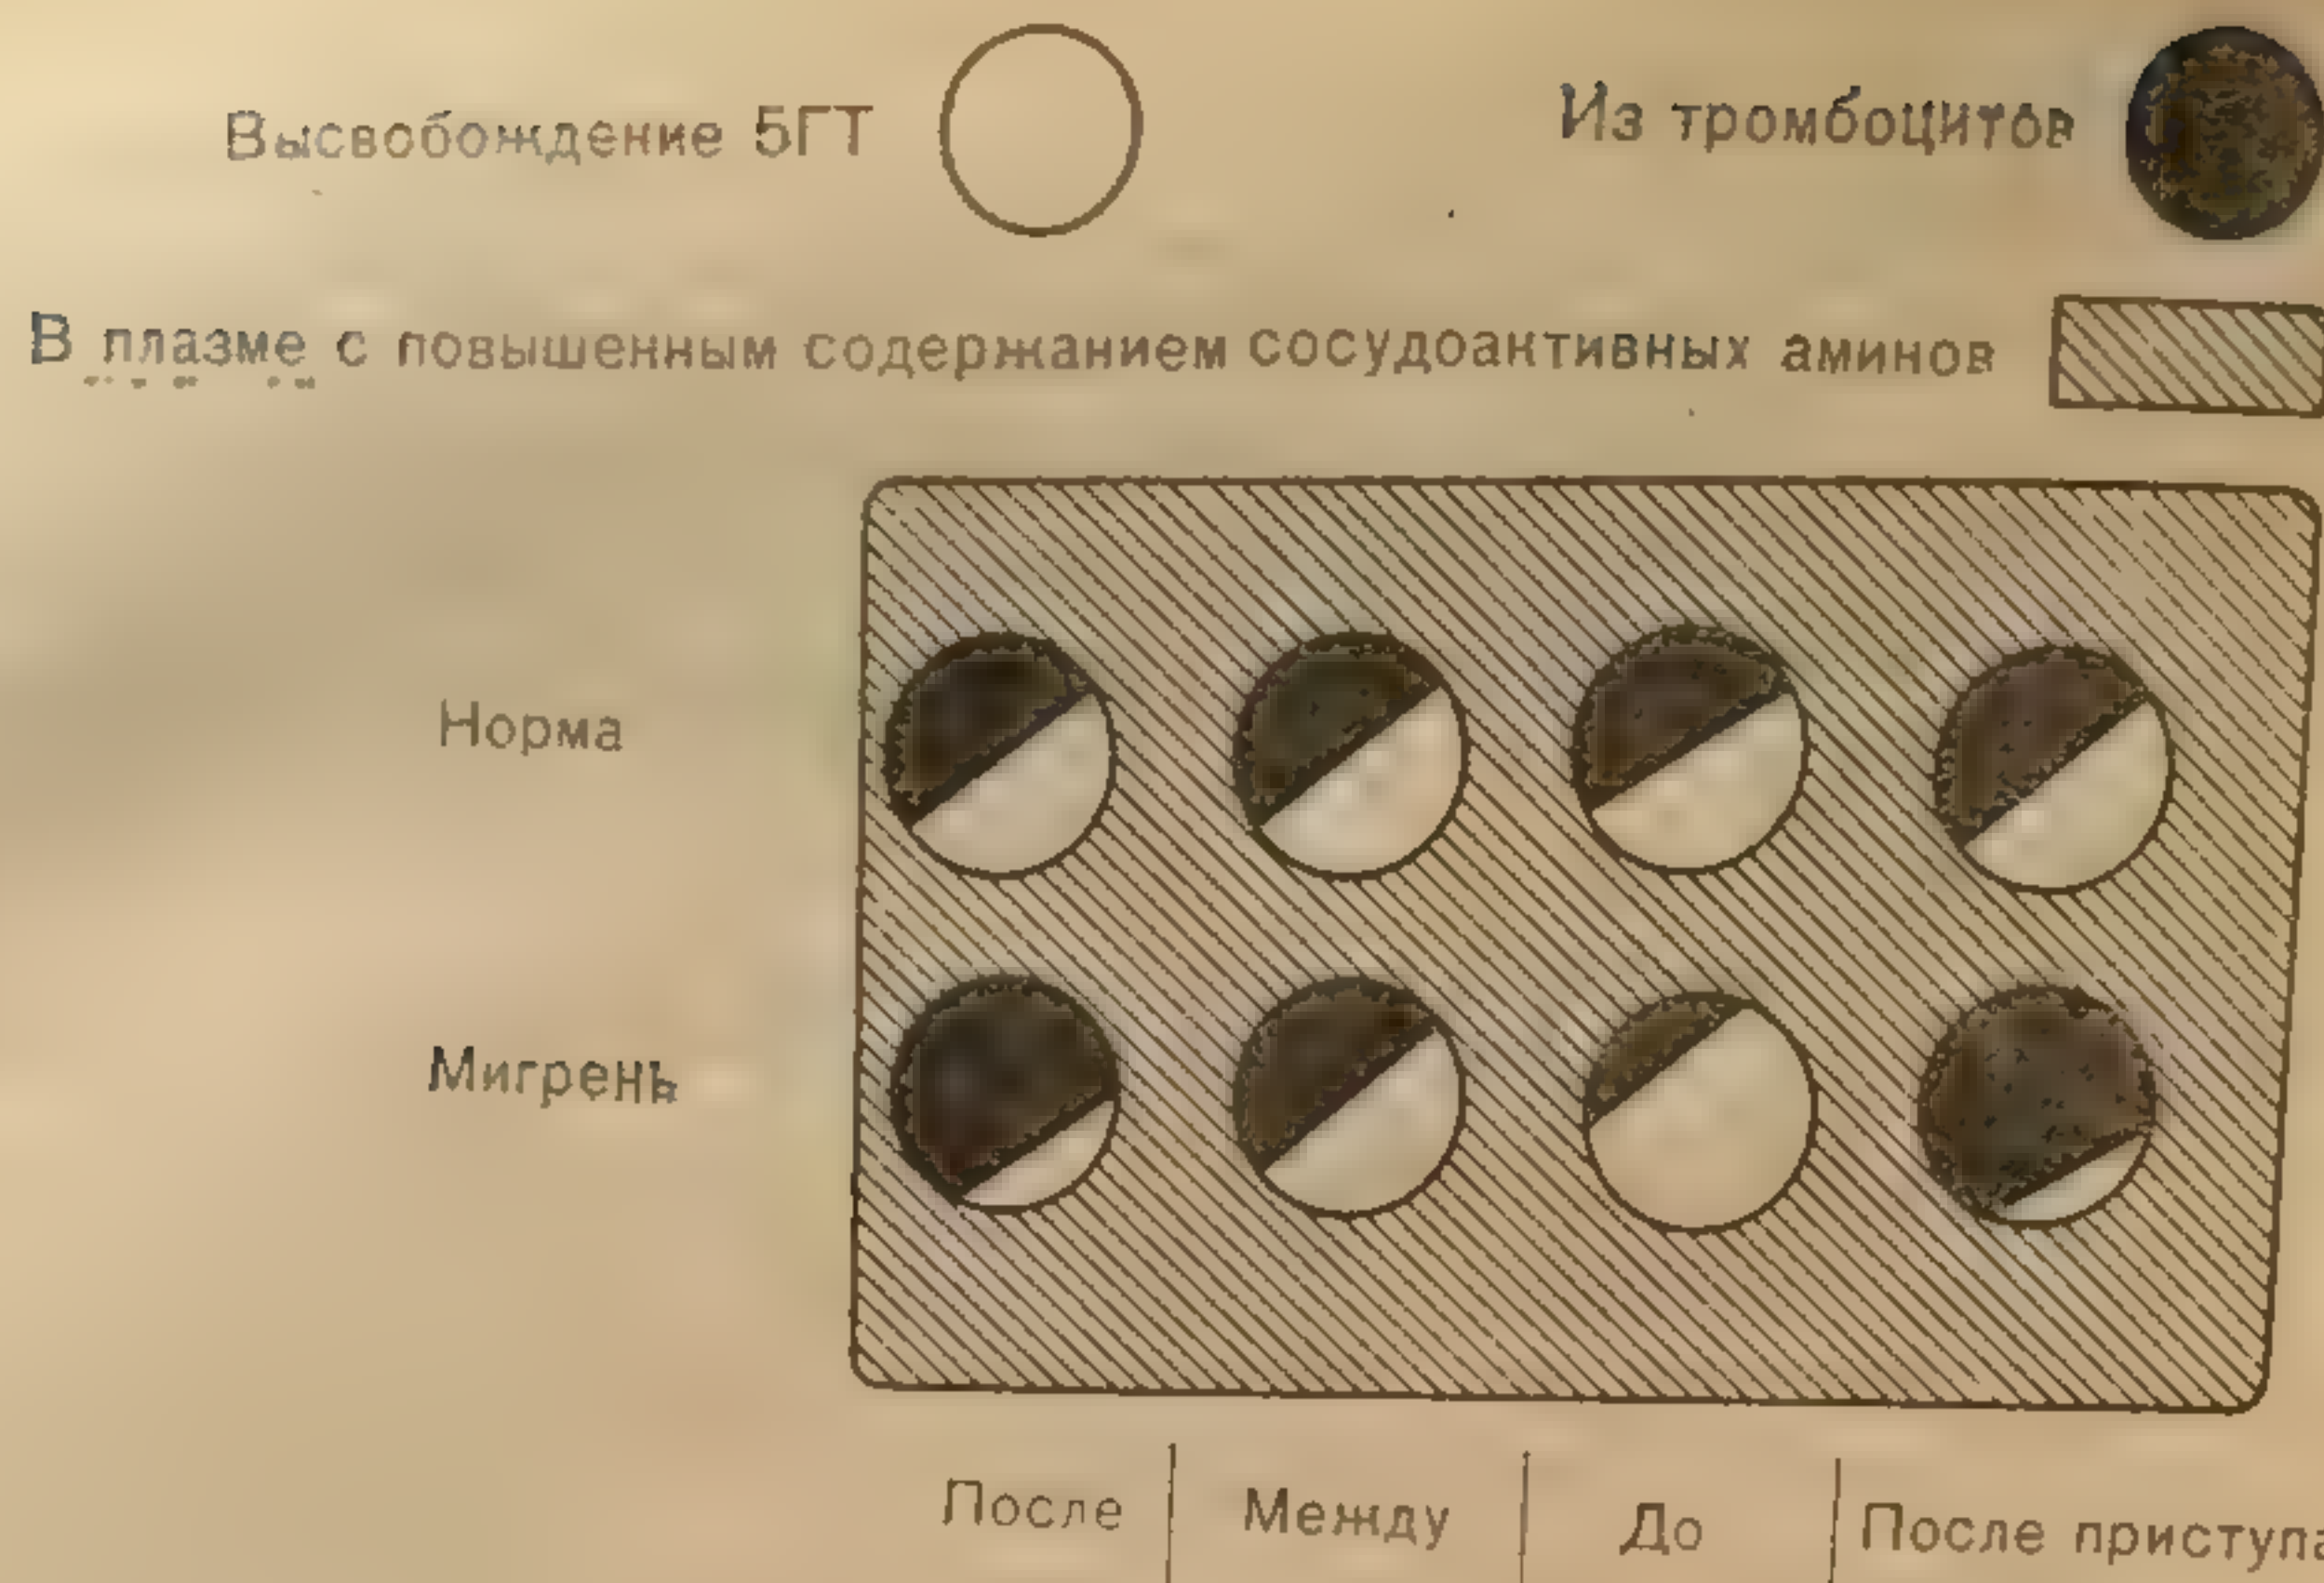 Высвобождение 5ГТ
Из тромбоцитов
В плазме с повышенным содержанием сосудоактивных аминов
Норма
Мигрень
После
Между
До
После приступа